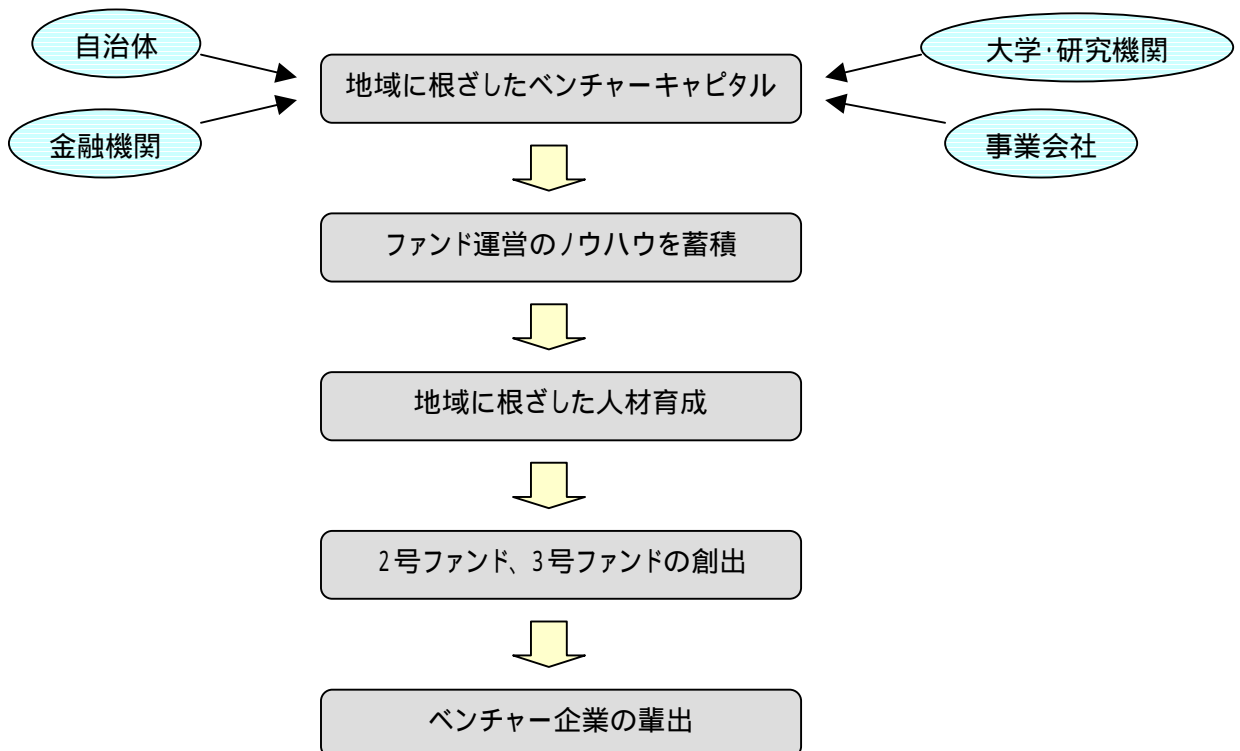 自治体
大学・研究機関
地域に根ざしたベンチャーキャピタル
金融機関
事業会社
ファンド運営のノウハウを蓄積
地域に根ざした人材育成
2号ファンド、3号ファンドの創出
ベンチャー企業の輩出